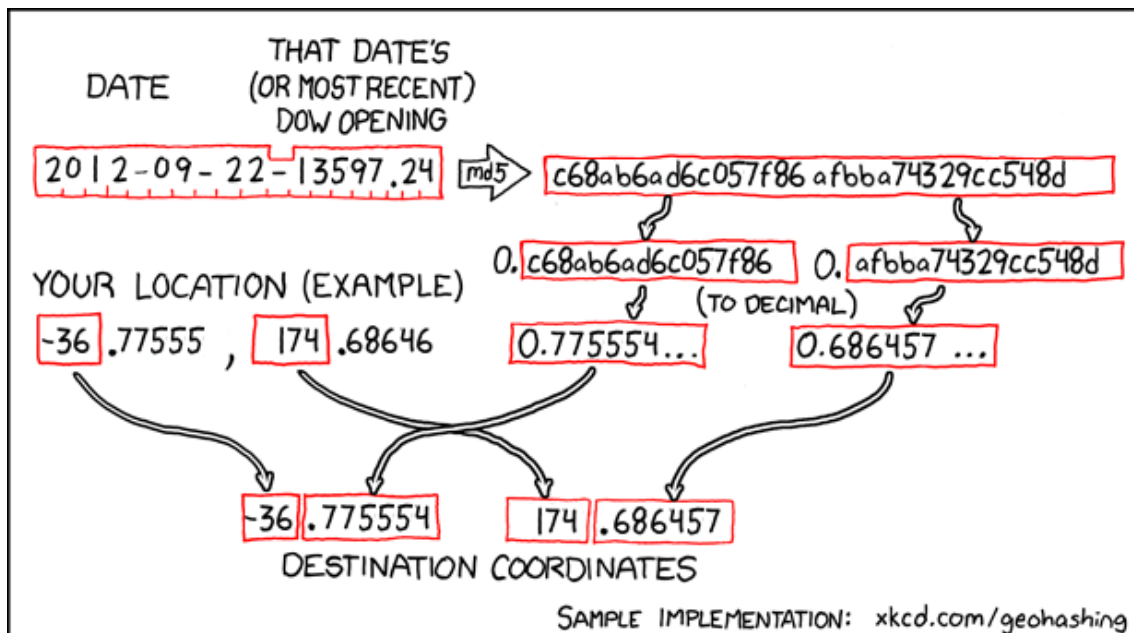 DATE
THAT DATE'S
(OR MOST RECENT)
DOW OPENING
2012-09-22-13597.24
md5
c68ab6ad6c057f86 afbba74329cc548d
0. c68ab6ad6c057f86
0. afbba74329cc548d
(TO DECIMAL)
0.775554...
0.686457 ...
YOUR LOCATION (EXAMPLE)
-36 .77555 , 174 .68646
-36 .775554 174 .686457
DESTINATION COORDINATES
SAMPLE IMPLEMENTATION: xkcd.com/geohashing